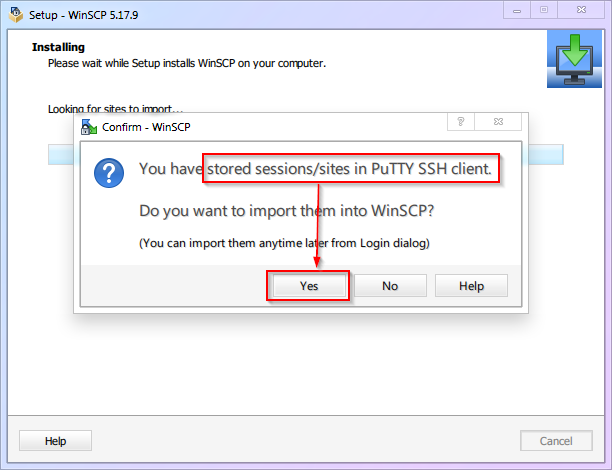 Setup - WinSCP 5.17.9
Installing
Please wait while Setup installs WinSCP on your computer.
Looking for sites to import...
Confirm - WinSCP
?
You have stored sessions/sites in PuTTY SSH client.
Do you want to import them into WinSCP?
(You can import them anytime later from Login dialog)
Yes No Help
Help Cancel